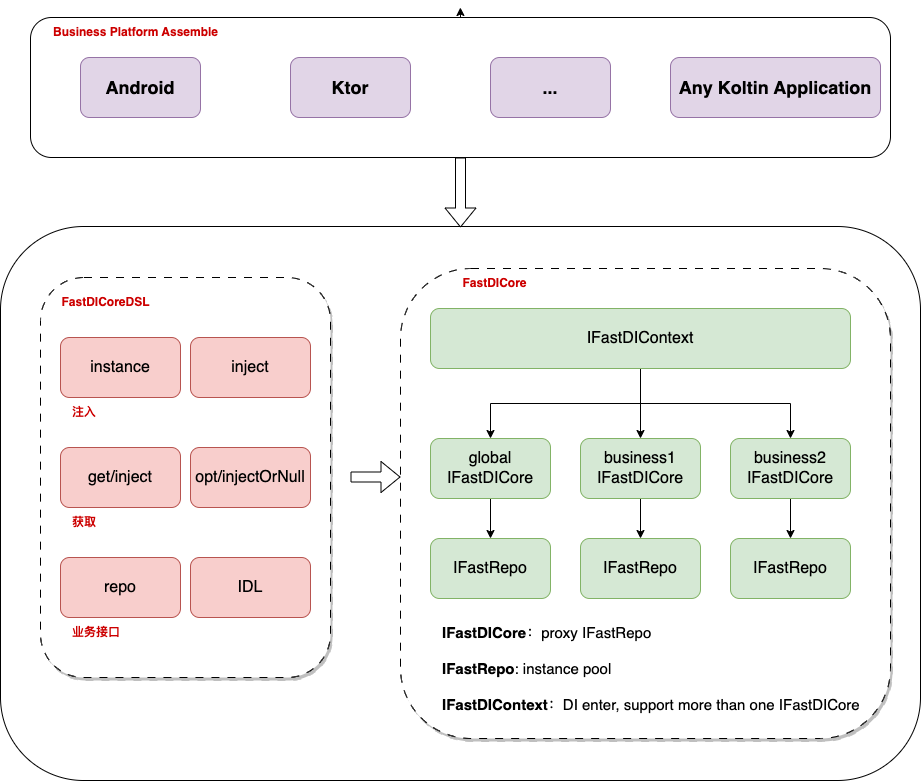 Business Platform Assemble
Android
Ktor
...
Any Koltin Application
FastDICoreDSL
instance
inject
注入
get/inject
opt/injectOrNull
获取
repo
IDL
业务接口
FastDICore
IFastDIContext
global
IFastDICore
business1
IFastDICore
business2
IFastDICore
IFastRepo
IFastRepo
IFastRepo
IFastDICore：proxy IFastRepo
IFastRepo: instance pool
IFastDIContext：DI enter, support more than one IFastDICore